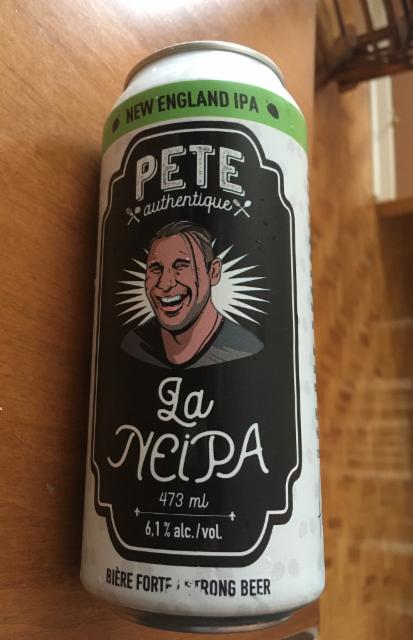 NEW ENGLAND IPA
PETE
authentique
La
NEiPA
473 ml
6,1 % alc./vol.
BIÈRE FORTE / STRONG BEER